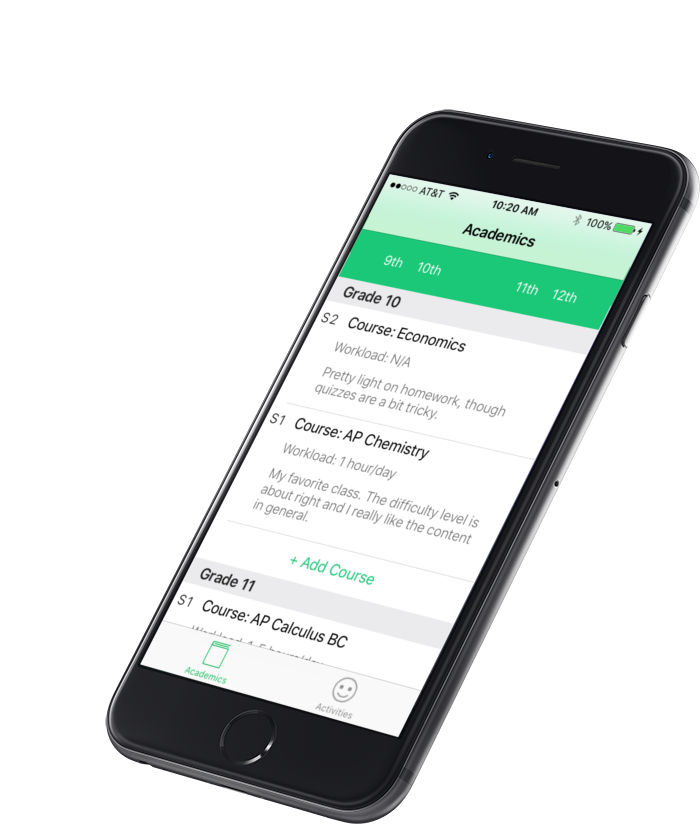 AT&T 10:20 AM 100%
Academics
9th 10th 11th 12th
Grade 10
S2 Course: Economics
Workload: N/A
Pretty light on homework, though
quizzes are a bit tricky.
S1 Course: AP Chemistry
Workload: 1 hour/day
My favorite class. The difficulty level is
about right and I really like the content
in general.
+ Add Course
Grade 11
S1 Course: AP Calculus BC
Academics Activities